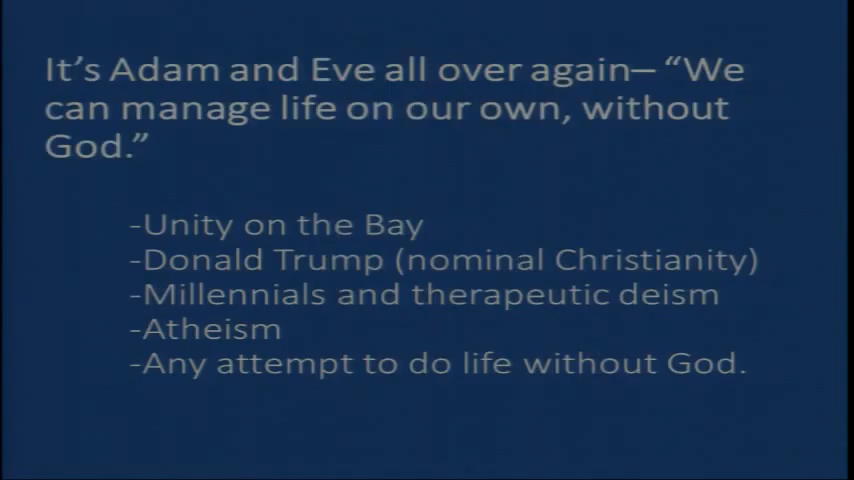 It's Adam and Eve all over again– “We
can manage life on our own, without
God.”
-Unity on the Bay
-Donald Trump (nominal Christianity)
-Millennials and therapeutic deism
-Atheism
-Any attempt to do life without God.